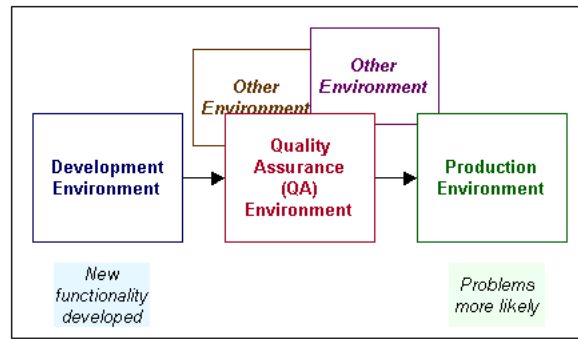 Other
Environment
Other
Environment
Development
Environment
Quality
Assurance
(QA)
Environment
Production
Environment
New
functionality
developed
Problems
more likely